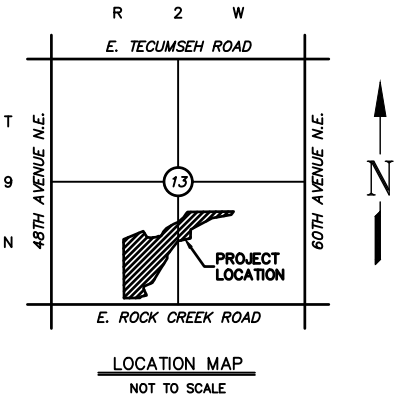 R 2 W
E. TECUMSEH ROAD
T
9
N
48TH AVENUE N.E.
60TH AVENUE N.E.
13
N
PROJECT
LOCATION
E. ROCK CREEK ROAD
LOCATION MAP
NOT TO SCALE